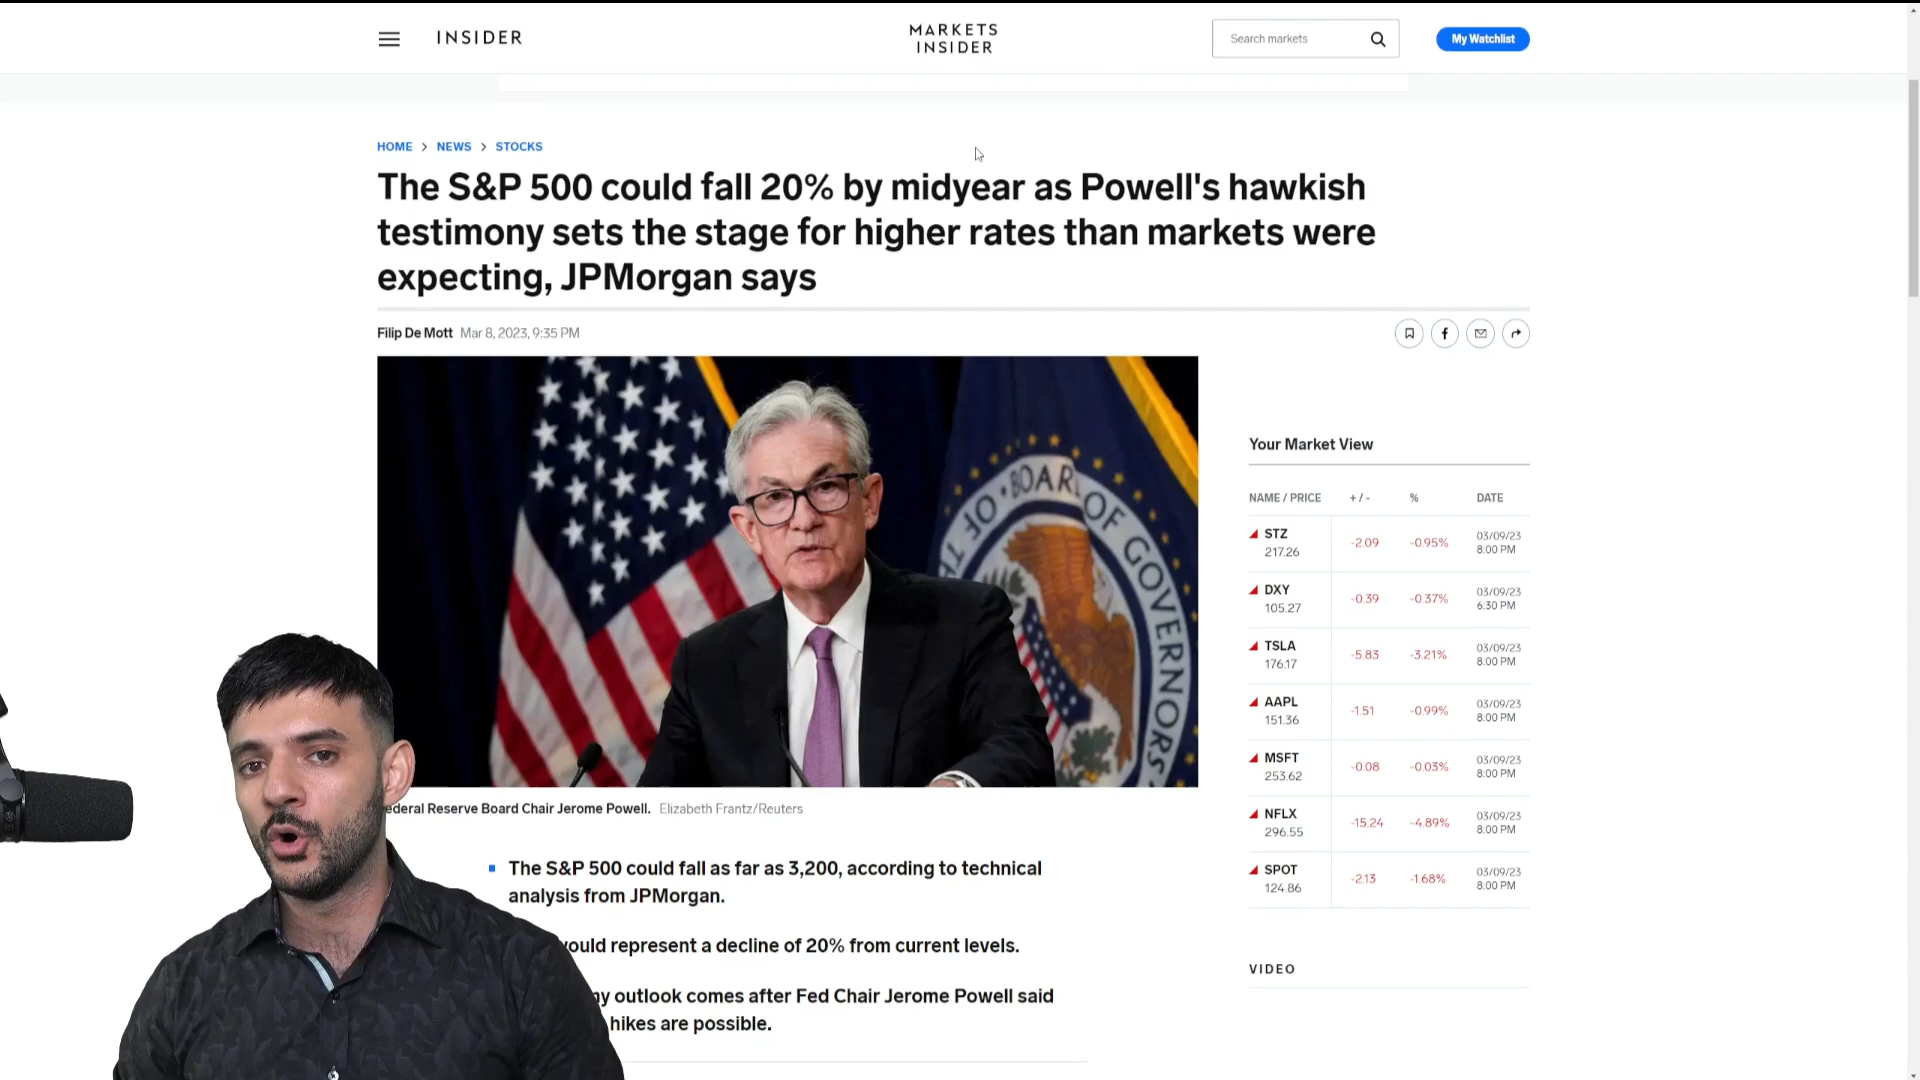 INSIDER
MARKETS
INSIDER
Search markets
My Watchlist
HOME > NEWS > STOCKS
The S&P 500 could fall 20% by midyear as Powell's hawkish
testimony sets the stage for higher rates than markets were
expecting, JPMorgan says
Filip De Mott Mar 8, 2023, 9:35 PM
BOARD OF GOVERNORS
OF THE
ederal Reserve Board Chair Jerome Powell. Elizabeth Frantz/Reuters
The S&P 500 could fall as far as 3,200, according to technical
analysis from JPMorgan.
would represent a decline of 20% from current levels.
outlook comes after Fed Chair Jerome Powell said
hikes are possible.
Your Market View
NAME / PRICE + / - % DATE
STZ
217.26 -2.09 -0.95% 03/09/23
8:00 PM
DXY
105.27 -0.39 -0.37% 03/09/23
6:30 PM
TSLA
176.17 -5.83 -3.21% 03/09/23
8:00 PM
AAPL
151.36 -1.51 -0.99% 03/09/23
8:00 PM
MSFT
253.62 -0.08 -0.03% 03/09/23
8:00 PM
NFLX
296.55 -15.24 -4.89% 03/09/23
8:00 PM
SPOT
124.86 -2.13 -1.68% 03/09/23
8:00 PM
VIDEO